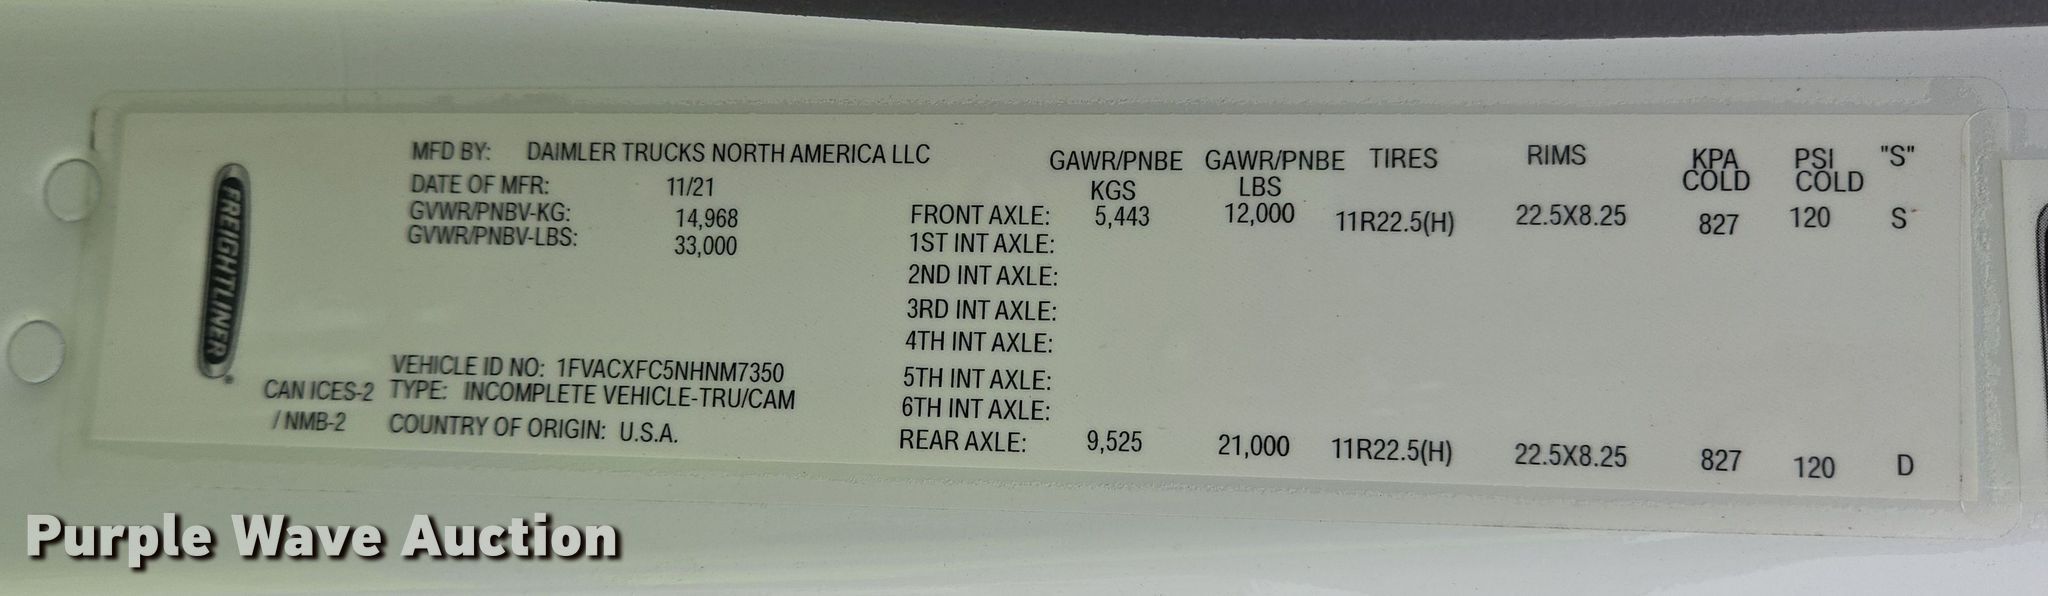 FREIGHTLINER®
MFD BY: DAIMLER TRUCKS NORTH AMERICA LLC
DATE OF MFR: 11/21
GVWR/PNBV-KG: 14,968
GVWR/PNBV-LBS: 33,000
VEHICLE ID NO: 1FVACXFC5NHNM7350
CAN ICES-2 TYPE: INCOMPLETE VEHICLE-TRU/CAM
/ NMB-2 COUNTRY OF ORIGIN: U.S.A.
GAWR/PNBE GAWR/PNBE TIRES RIMS KPA PSI "S"
KGS LBS COLD COLD
FRONT AXLE: 5,443 12,000 11R22.5(H) 22.5X8.25 827 120 S
1ST INT AXLE:
2ND INT AXLE:
3RD INT AXLE:
4TH INT AXLE:
5TH INT AXLE:
6TH INT AXLE:
REAR AXLE: 9,525 21,000 11R22.5(H) 22.5X8.25 827 120 D
Purple Wave Auction